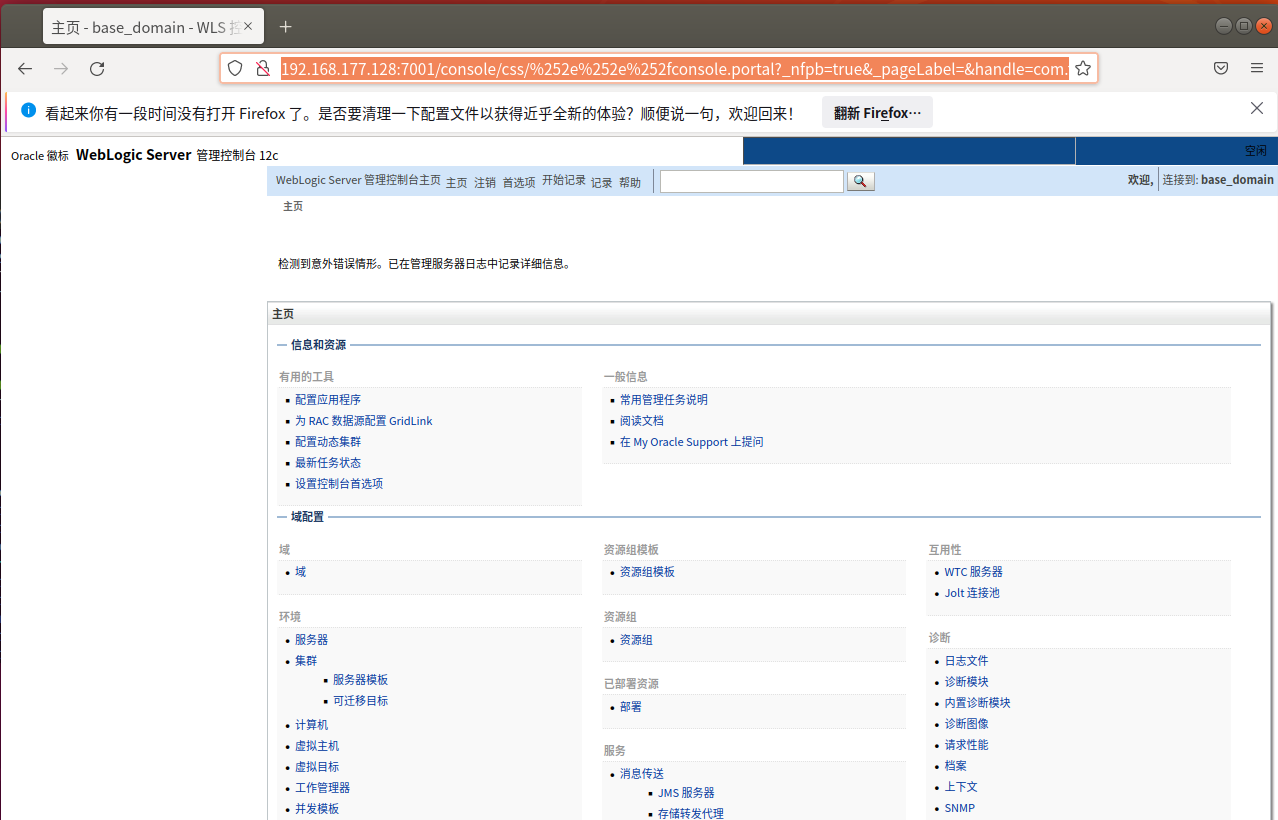 主页 - base_domain - WLS 控
192.168.177.128:7001/console/css/%252e%252e%252fconsole.portal?_nfpb=true&_pageLabel=&handle=com.
看起来你有一段时间没有打开 Firefox 了。是否要清理一下配置文件以获得近乎全新的体验？顺便说一句，欢迎回来！ 翻新 Firefox…
Oracle 徽标 WebLogic Server 管理控制台 12c
空闲
WebLogic Server 管理控制台主页 主页 注销 首选项 开始记录 记录 帮助
欢迎, 连接到: base_domain
主页
检测到意外错误情形。已在管理服务器日志中记录详细信息。
主页
信息和资源
有用的工具
配置应用程序
为 RAC 数据源配置 GridLink
配置动态集群
最新任务状态
设置控制台首选项
一般信息
常用管理任务说明
阅读文档
在 My Oracle Support 上提问
域配置
域
域
环境
服务器
集群
服务器模板
可迁移目标
计算机
虚拟主机
虚拟目标
工作管理器
并发模板
资源组模板
资源组模板
资源组
资源组
已部署资源
部署
服务
消息传送
JMS 服务器
存储转发代理
互用性
WTC 服务器
Jolt 连接池
诊断
日志文件
诊断模块
内置诊断模块
诊断图像
请求性能
档案
上下文
SNMP